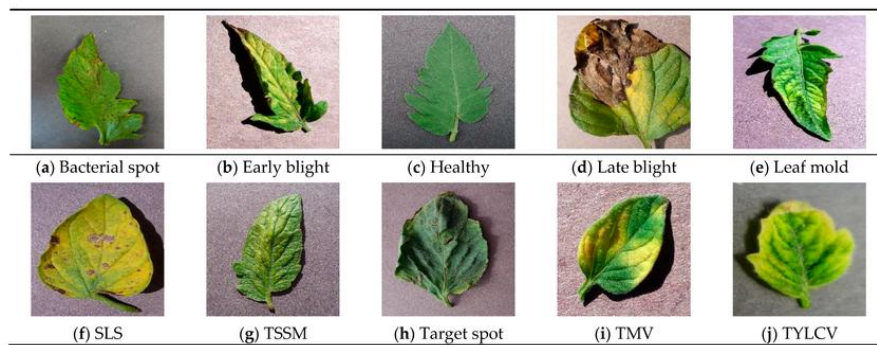 (a) Bacterial spot (b) Early blight (c) Healthy (d) Late blight (e) Leaf mold
(f) SLS (g) TSSM (h) Target spot (i) TMV (j) TYLCV